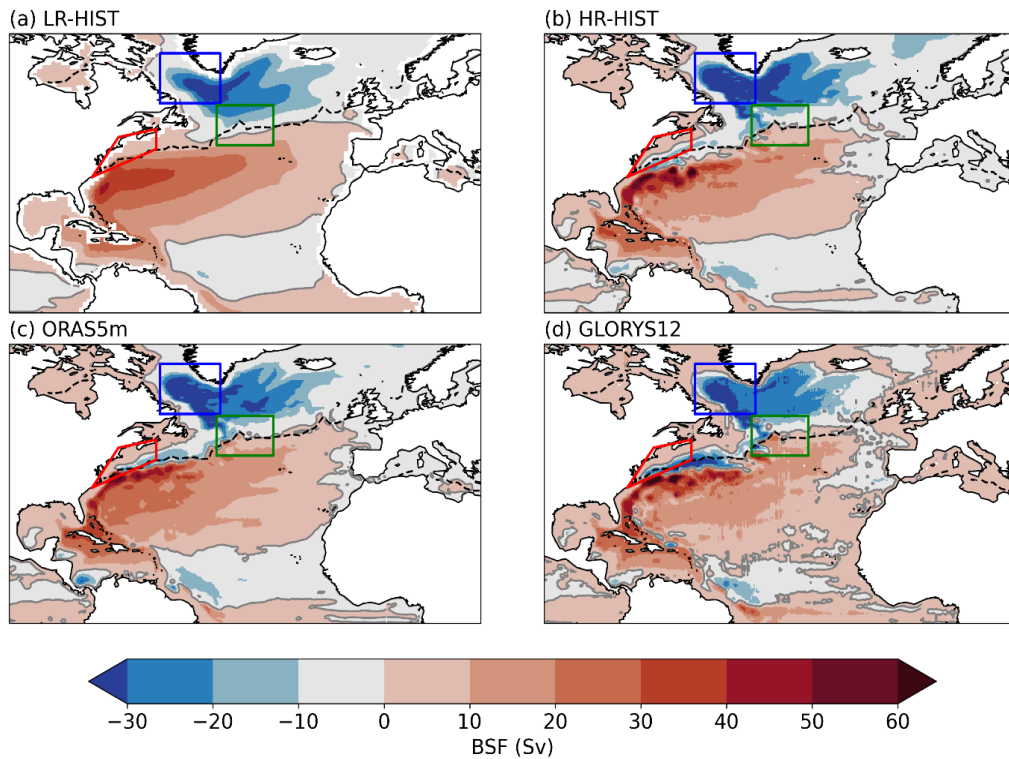 (a) LR-HIST
(b) HR-HIST
(c) ORAS5m
(d) GLORYS12
−30 −20 −10 0 10 20 30 40 50 60
BSF (Sv)